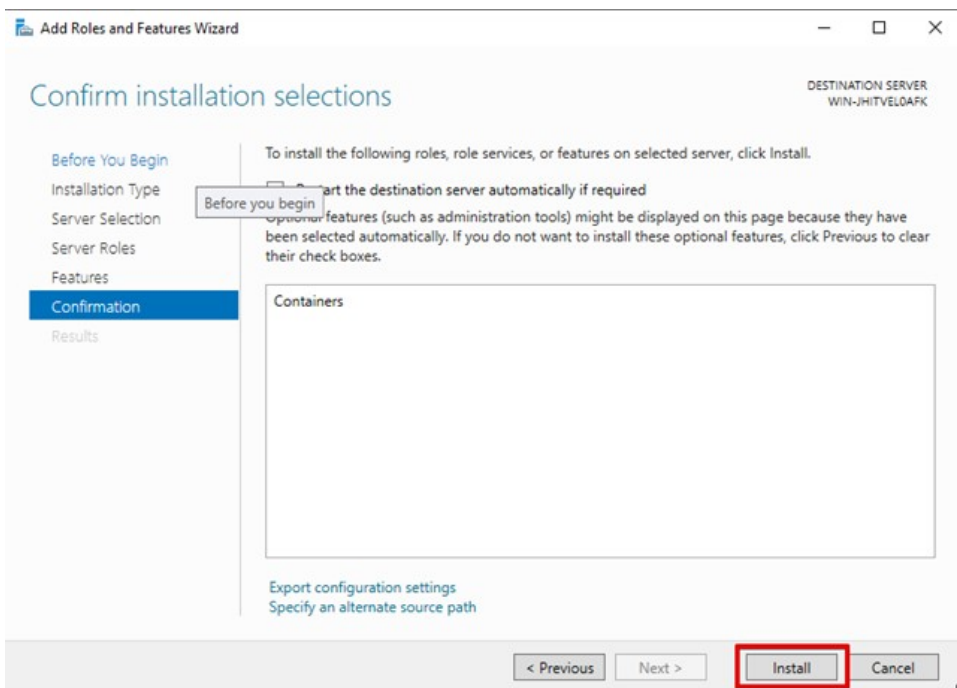 Add Roles and Features Wizard
Confirm installation selections
DESTINATION SERVER
WIN-JHITVEL0AFK
Before You Begin
Installation Type
Server Selection
Server Roles
Features
Confirmation
Results
Before you begin
To install the following roles, role services, or features on selected server, click Install.
the destination server automatically if required
features (such as administration tools) might be displayed on this page because they have
been selected automatically. If you do not want to install these optional features, click Previous to clear
their check boxes.
Containers
Export configuration settings
Specify an alternate source path
< Previous
Next >
Install
Cancel